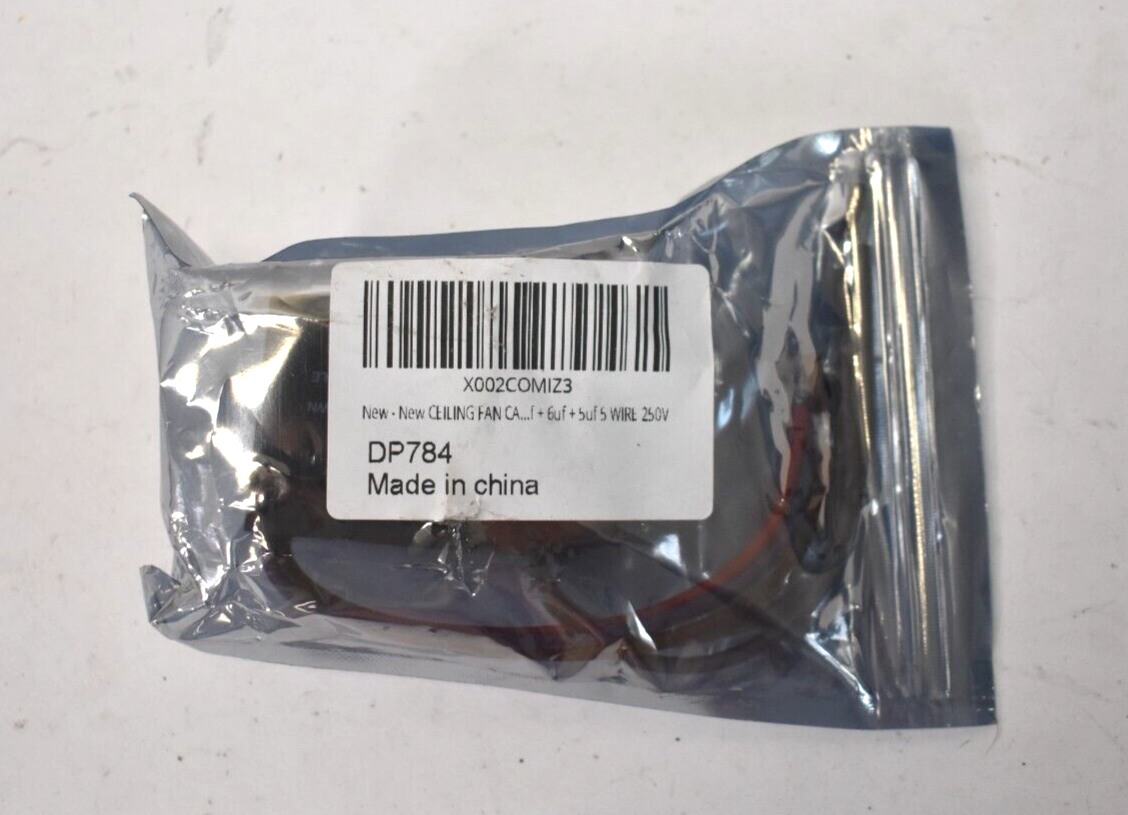 X002COMIZ3
New - New CEILING FAN CA...f + 6uf + 5uf 5 WIRE 250V
DP784
Made in china